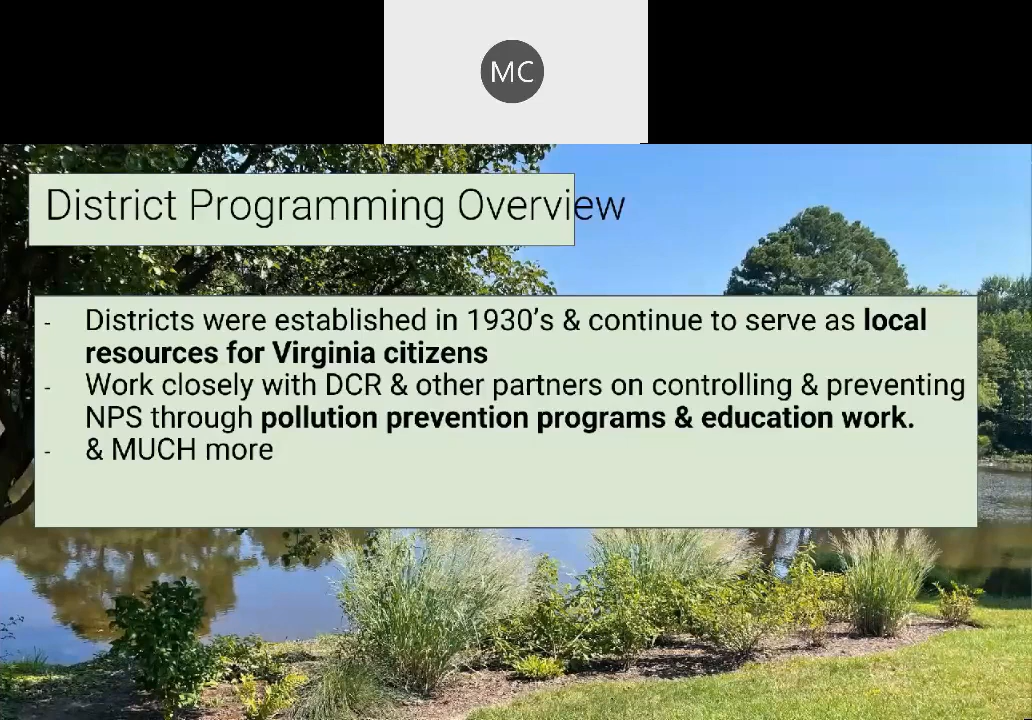 MC
District Programming Overview
- Districts were established in 1930's & continue to serve as local
resources for Virginia citizens
- Work closely with DCR & other partners on controlling & preventing
NPS through pollution prevention programs & education work.
- & MUCH more